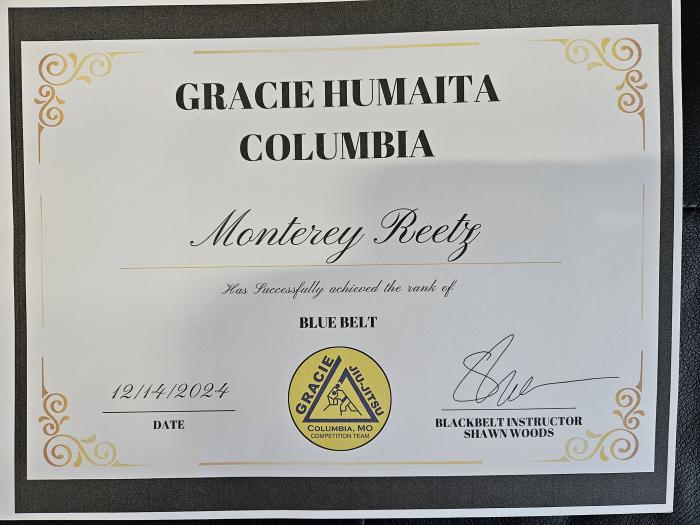 GRACIE HUMAITA
COLUMBIA
Monterey Reetz
Has Successfully achieved the rank of
BLUE BELT
12/14/2024
DATE
GRACIE JIU-JITSU
COLUMBIA, MO
COMPETITION TEAM
BLACKBELT INSTRUCTOR
SHAWN WOODS